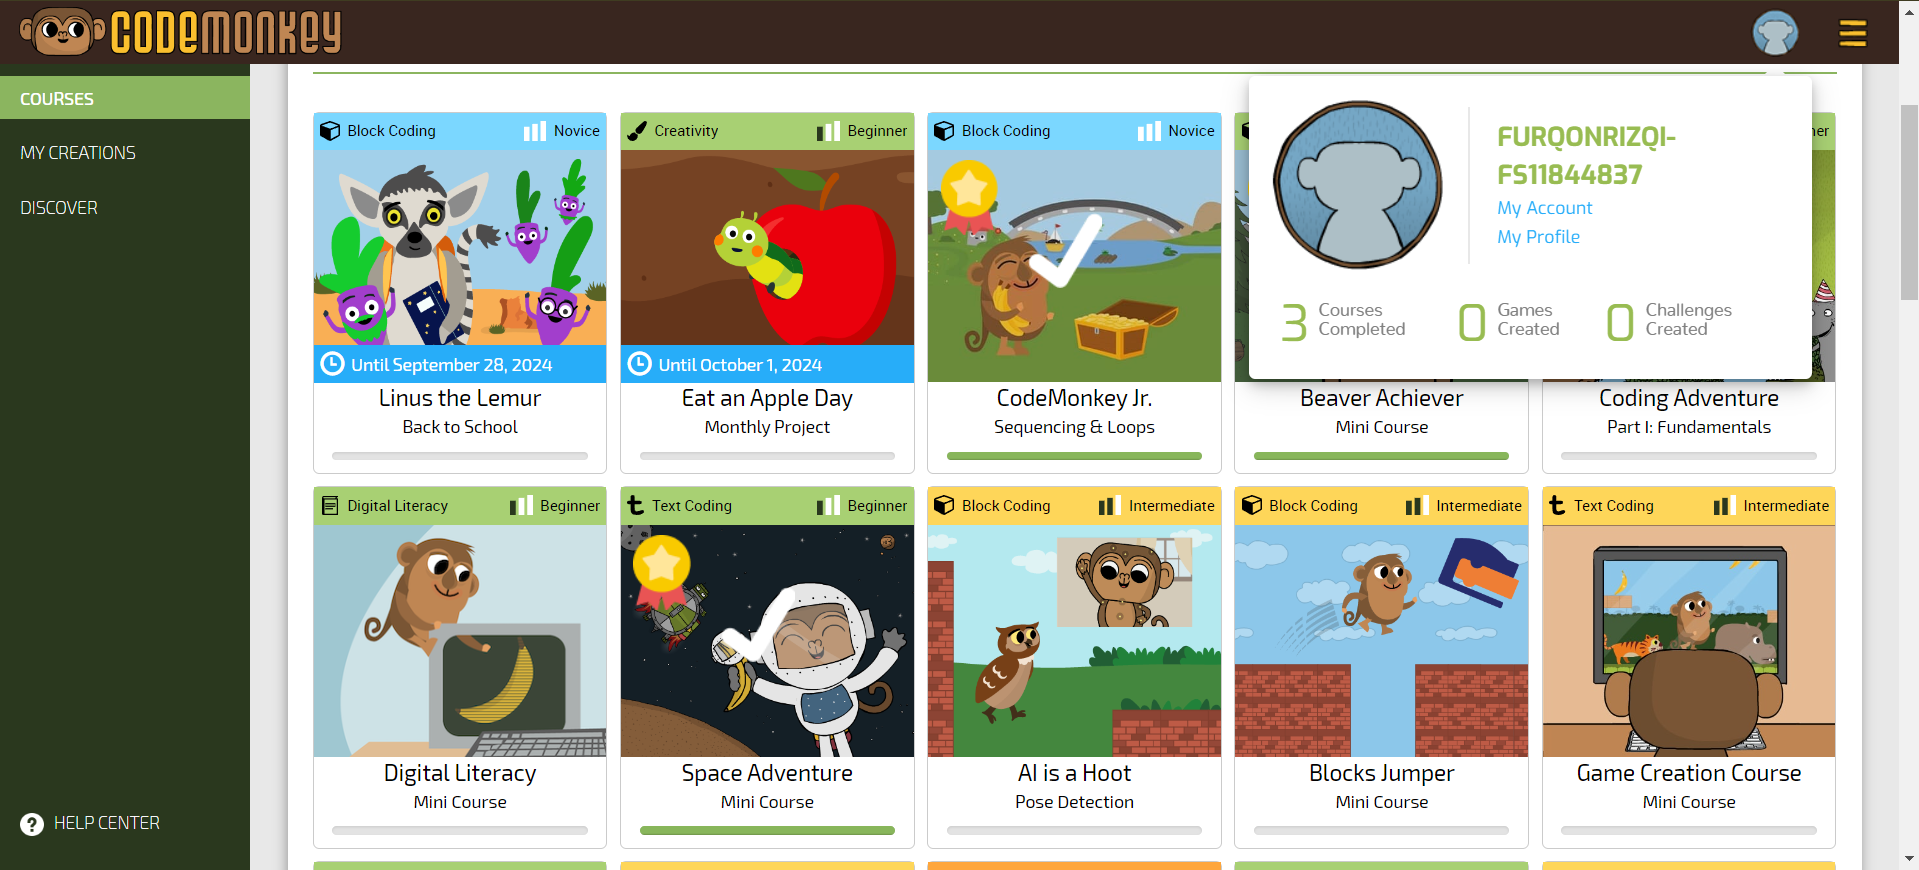 CODEMONKEY
COURSES
MY CREATIONS
DISCOVER
HELP CENTER
FURQONRIZQI-
FS11844837
My Account
My Profile
3 Courses Completed
0 Games Created
0 Challenges Created
Block Coding Novice
Until September 28, 2024
Linus the Lemur
Back to School
Creativity Beginner
Until October 1, 2024
Eat an Apple Day
Monthly Project
Block Coding Novice
CodeMonkey Jr.
Sequencing & Loops
Beaver Achiever
Mini Course
Coding Adventure
Part I: Fundamentals
Digital Literacy Beginner
Digital Literacy
Mini Course
Text Coding Beginner
Space Adventure
Mini Course
Block Coding Intermediate
AI is a Hoot
Pose Detection
Block Coding Intermediate
Blocks Jumper
Mini Course
Text Coding Intermediate
Game Creation Course
Mini Course